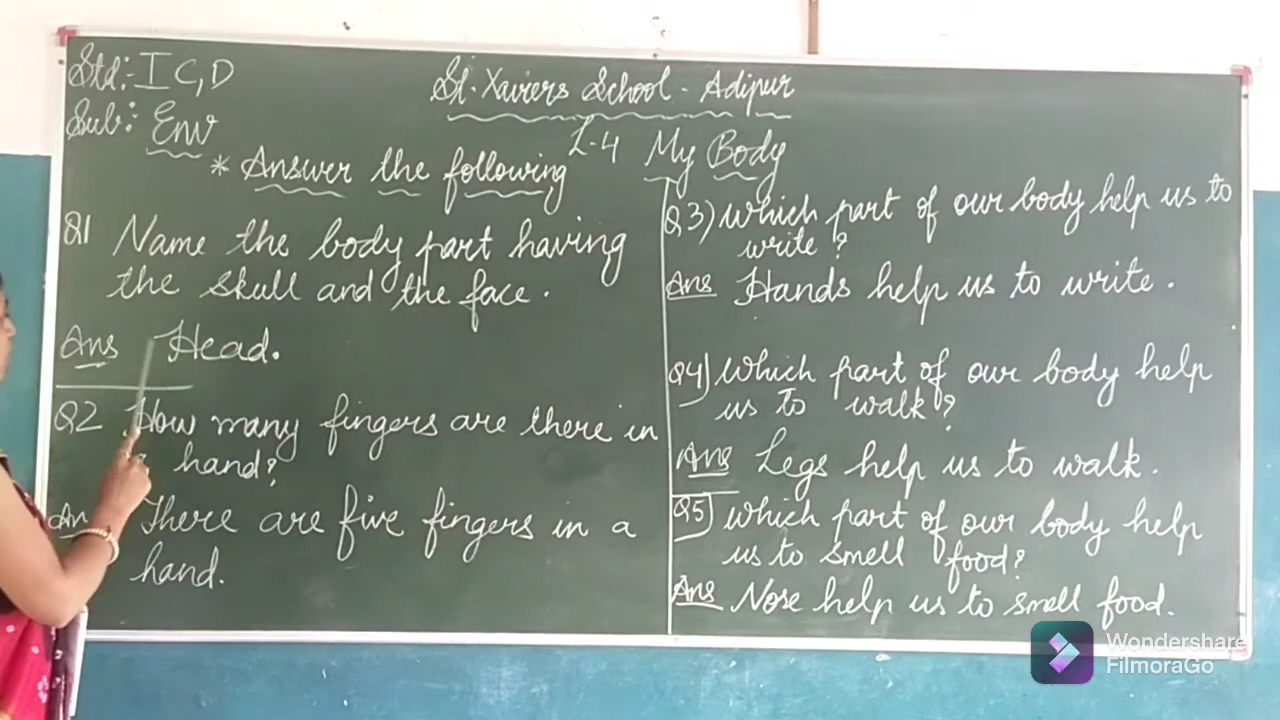 Std:- I C, D
Sub:- Env
St. Xaviers School - Adipur
L-4 My Body
* Answer the following
Q1 Name the body part having
the skull and the face.
Ans Head.
Q2 How many fingers are there in
hand?
Ans There are five fingers in a
hand.
Q3) Which part of our body help us to
write?
Ans Hands help us to write.
Q4) Which part of our body help
us to walk?
Ans Legs help us to walk.
Q5) Which part of our body help
us to smell food?
Ans Nose help us to smell food.
Wondershare
FilmoraGo